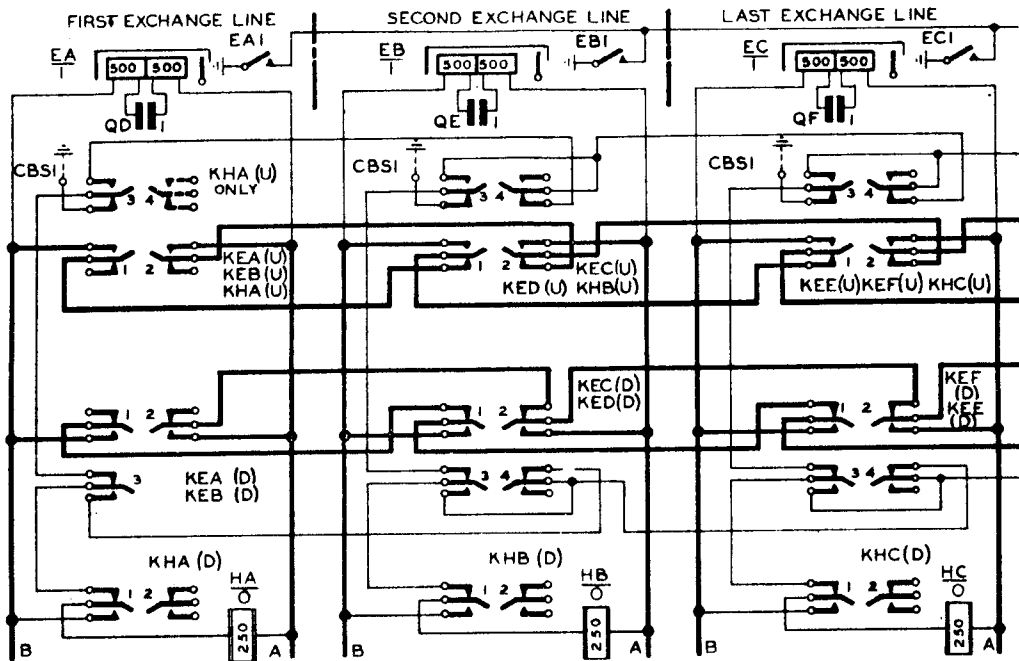 FIRST EXCHANGE LINE
SECOND EXCHANGE LINE
LAST EXCHANGE LINE
EA
1
EA1
EB
1
EB1
EC
1
EC1
500 500
500 500
500 500
QD 1
QE 1
QF 1
CBS1
3 4
KHA (U)
ONLY
CBS1
3 4
CBS1
3 4
1 2
KEA (U)
KEB (U)
KHA (U)
1 2
KEC (U)
KED (U) KHB (U)
1 2
KEE (U) KEF (U) KHC (U)
1 2
1 2
KEC (D)
KED (D)
1 2
KEF
(D)
KEE
(D)
3
KEA (D)
KEB (D)
3 4
3 4
KHA (D)
KHB (D)
KHC (D)
1 2
HA
250
1 2
HB
250
1 2
HC
250
B A
B A
B A